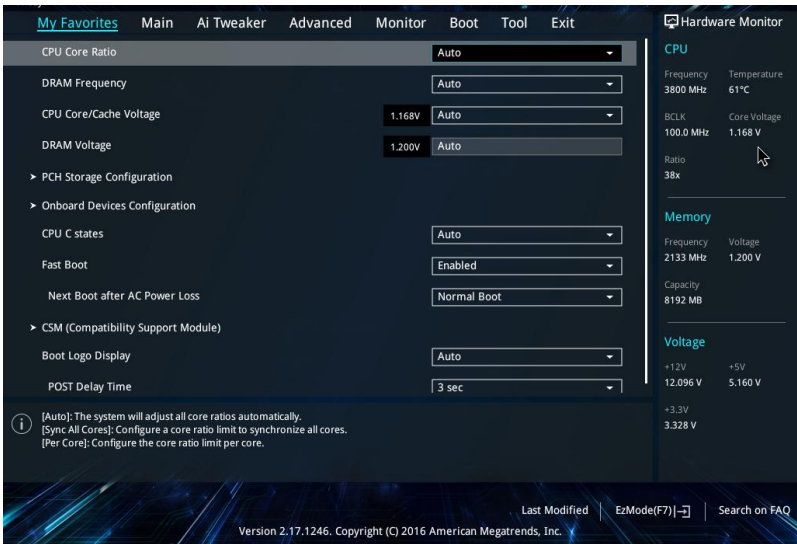 My Favorites Main Ai Tweaker Advanced Monitor Boot Tool Exit
CPU Core Ratio Auto
DRAM Frequency Auto
CPU Core/Cache Voltage 1.168V Auto
DRAM Voltage 1.200V Auto
➤ PCH Storage Configuration
➤ Onboard Devices Configuration
CPU C states Auto
Fast Boot Enabled
Next Boot after AC Power Loss Normal Boot
➤ CSM (Compatibility Support Module)
Boot Logo Display Auto
POST Delay Time 3 sec
[Auto]: The system will adjust all core ratios automatically.
[Sync All Cores]: Configure a core ratio limit to synchronize all cores.
[Per Core]: Configure the core ratio limit per core.
Hardware Monitor
CPU
Frequency Temperature
3800 MHz 61°C
BCLK Core Voltage
100.0 MHz 1.168 V
Ratio
38x
Memory
Frequency Voltage
2133 MHz 1.200 V
Capacity
8192 MB
Voltage
+12V +5V
12.096 V 5.160 V
+3.3V
3.328 V
Last Modified EzMode(F7) Search on FAQ
Version 2.17.1246. Copyright (C) 2016 American Megatrends, Inc.